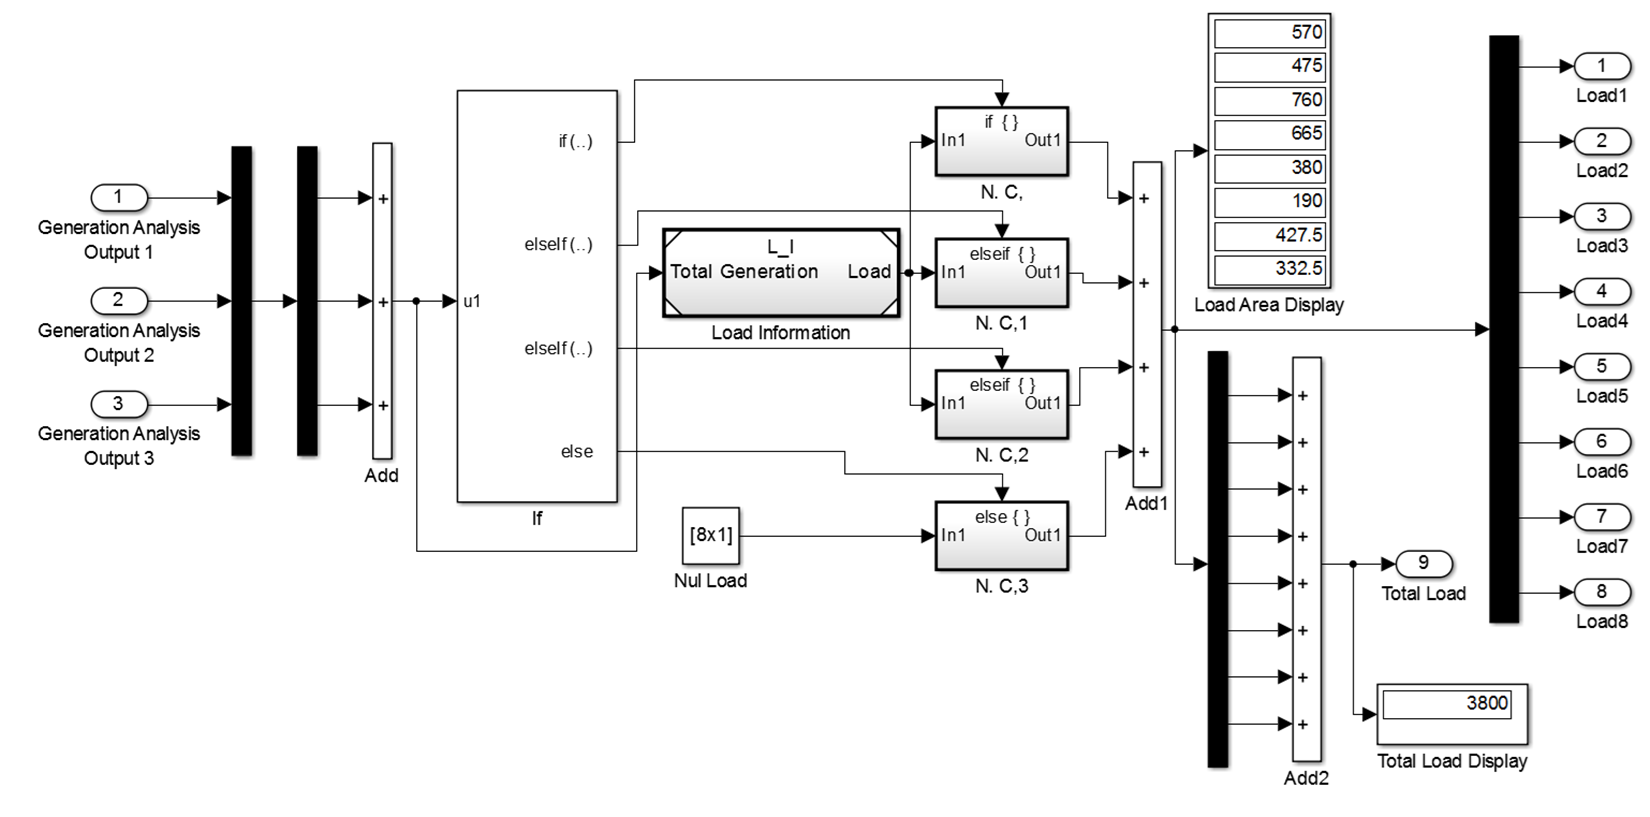 1
Generation Analysis
Output 1
2
Generation Analysis
Output 2
3
Generation Analysis
Output 3
+
+
+
Add
u1
if(..)
elseIf(..)
elseIf(..)
else
If
L_I
Total Generation
Load
Load Information
[8x1]
Nul Load
if { }
In1
Out1
N. C,
elseif { }
In1
Out1
N. C,1
elseif { }
In1
Out1
N. C,2
else { }
In1
Out1
N. C,3
+
+
+
+
Add1
570
475
760
665
380
190
427.5
332.5
Load Area Display
+
+
+
+
+
+
+
+
Add2
9
Total Load
3800
Total Load Display
1
Load1
2
Load2
3
Load3
4
Load4
5
Load5
6
Load6
7
Load7
8
Load8